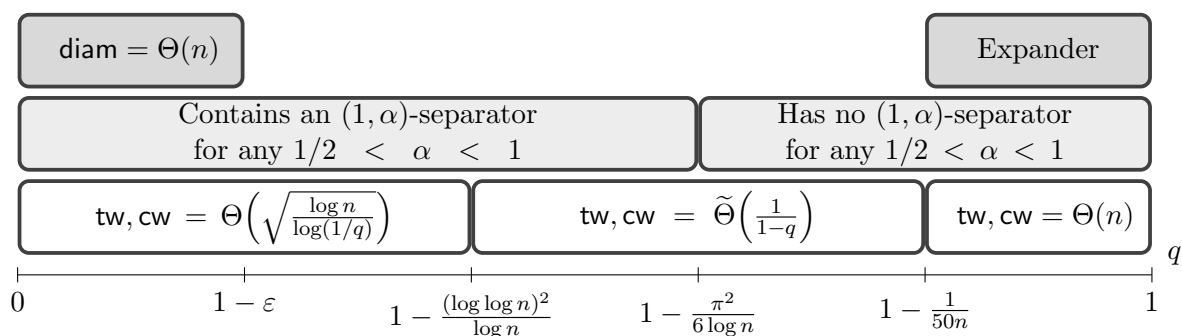 diam = Θ(n)
Expander
Contains an (1, α)-separator
for any 1/2 < α < 1
Has no (1, α)-separator
for any 1/2 < α < 1
tw, cw = Θ(√(log n / log(1/q)))
tw, cw = Θ̃(1/(1−q))
tw, cw = Θ(n)
q
0
1 − ε
1 − (log log n)²/log n
1 − π²/(6 log n)
1 − 1/(50n)
1